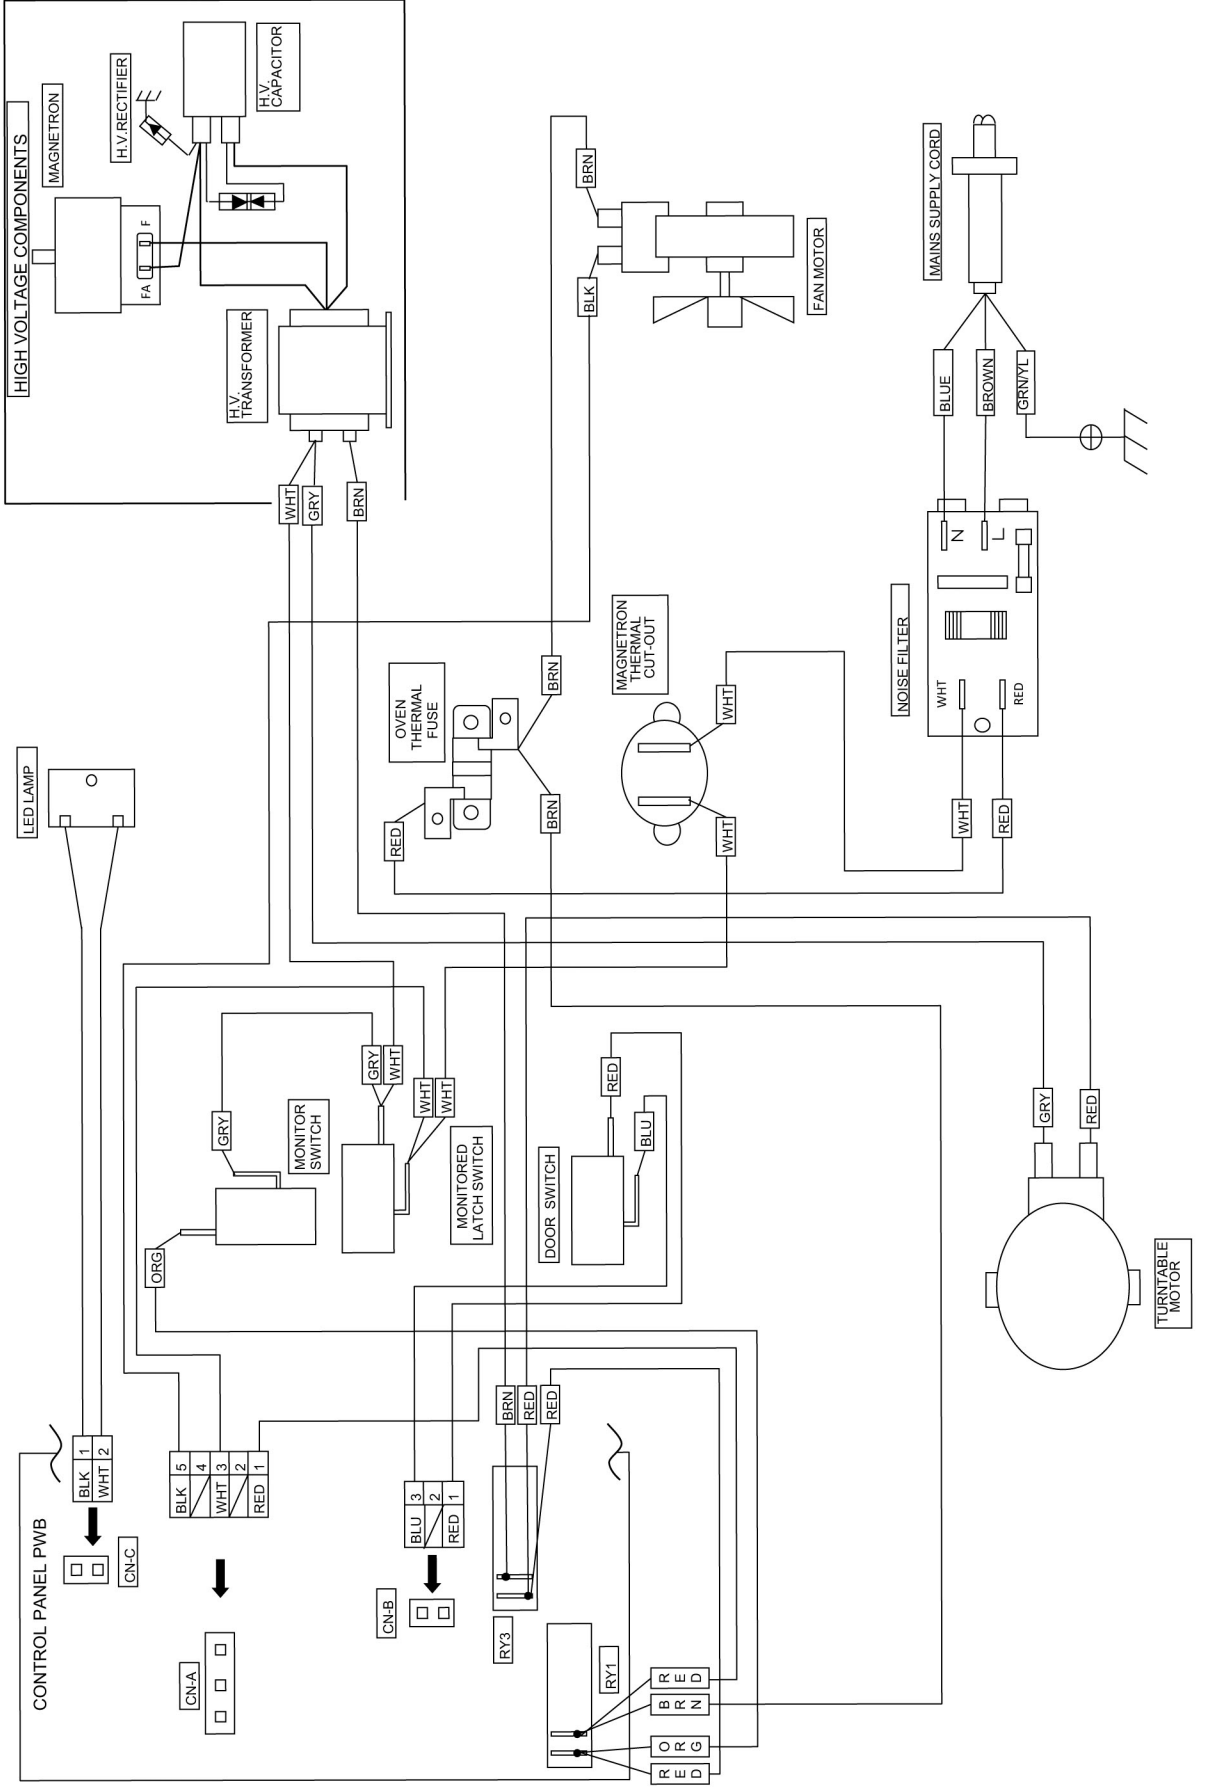 HIGH VOLTAGE COMPONENTS
MAGNETRON
H.V.RECTIFIER
H.V.
CAPACITOR
FA
F
H.V.
TRANSFORMER
WHT
GRY
BRN
BRN
BLK
FAN MOTOR
MAINS SUPPLY CORD
BLUE
BROWN
GRN/YL
N
L
NOISE FILTER
WHT
RED
WHT
RED
MAGNETRON
THERMAL
CUT-OUT
WHT
WHT
OVEN
THERMAL
FUSE
BRN
BRN
RED
LED LAMP
GRY
GRY
WHT
WHT
WHT
MONITOR
SWITCH
MONITORED
LATCH SWITCH
ORG
RED
BLU
DOOR SWITCH
GRY
RED
TURNTABLE
MOTOR
CONTROL PANEL PWB
BLK 1
WHT 2
CN-C
BLK 5
4
WHT 3
2
RED 1
CN-A
BLU 3
2
RED 1
CN-B
BRN
RED
RED
RY3
RY1
RED
BRN
ORG
RED